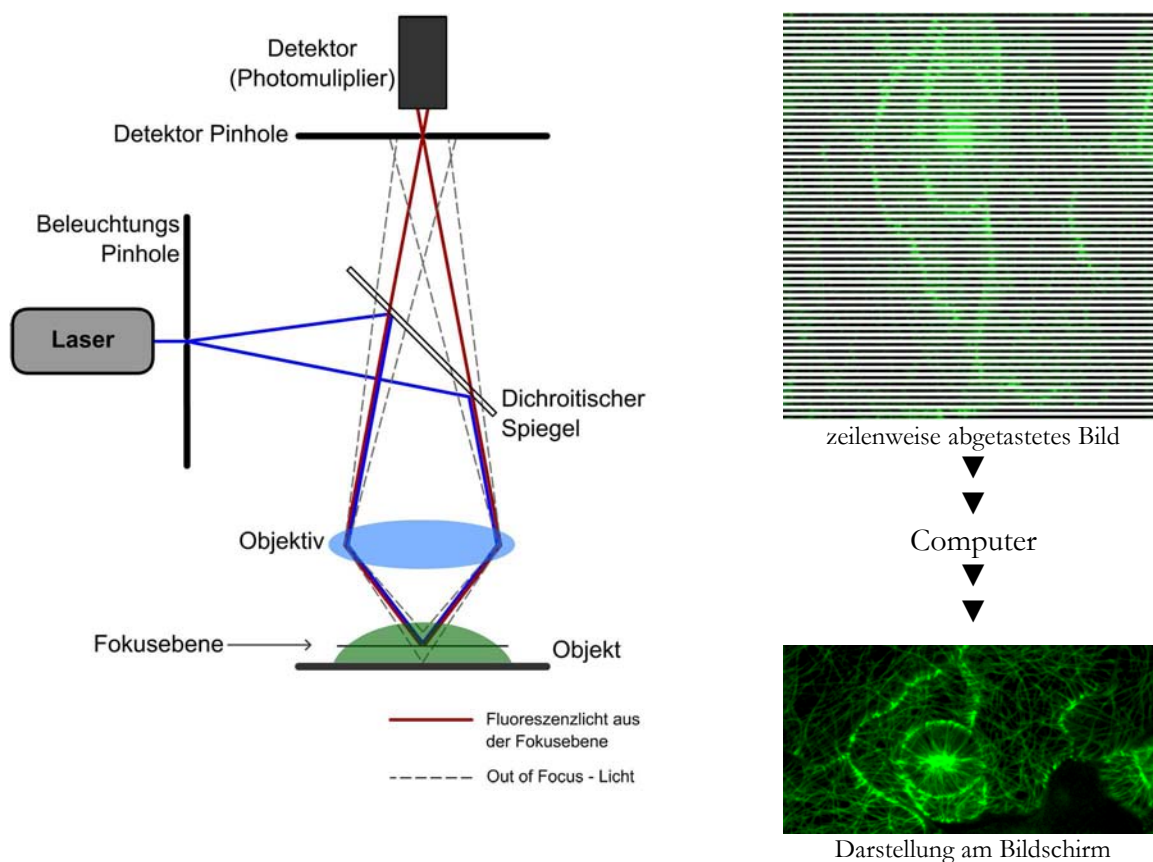 Detektor
(Photomuliplier)
Detektor Pinhole
Beleuchtungs
Pinhole
Laser
Dichroitischer
Spiegel
Objektiv
Fokusebene
Objekt
Fluoreszenzlicht aus
der Fokusebene
Out of Focus - Licht
zeilenweise abgetastetes Bild
Computer
Darstellung am Bildschirm